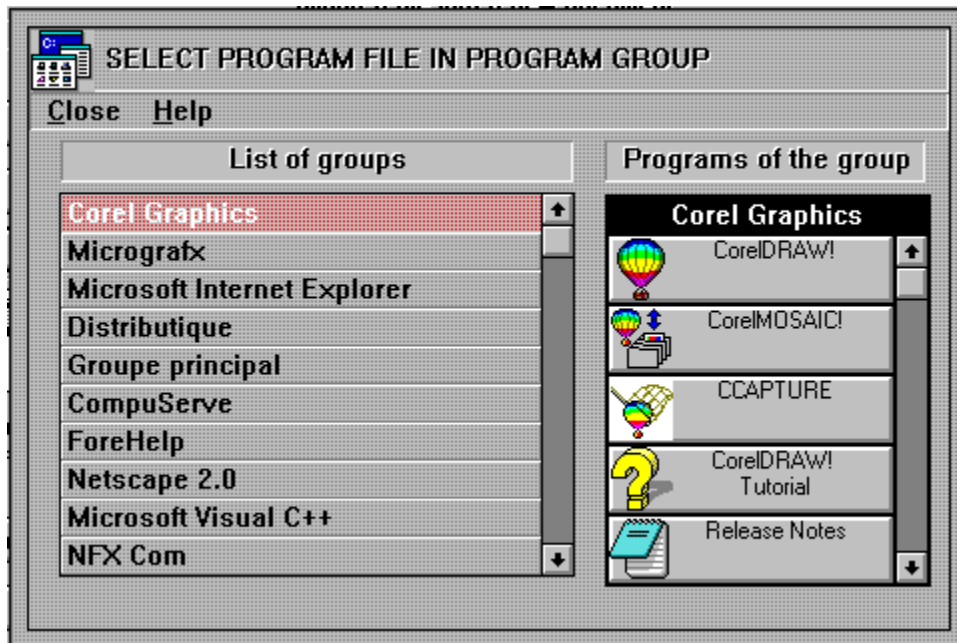 C:
SELECT PROGRAM FILE IN PROGRAM GROUP
Close Help
List of groups
Corel Graphics
Micrografx
Microsoft Internet Explorer
Distributique
Groupe principal
CompuServe
ForeHelp
Netscape 2.0
Microsoft Visual C++
NFX Com
Programs of the group
Corel Graphics
CorelDRAW!
CorelMOSAIC!
CCAPTURE
CorelDRAW!
Tutorial
Release Notes